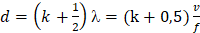 d = (k + 1/2) λ = (k + 0,5) v/f